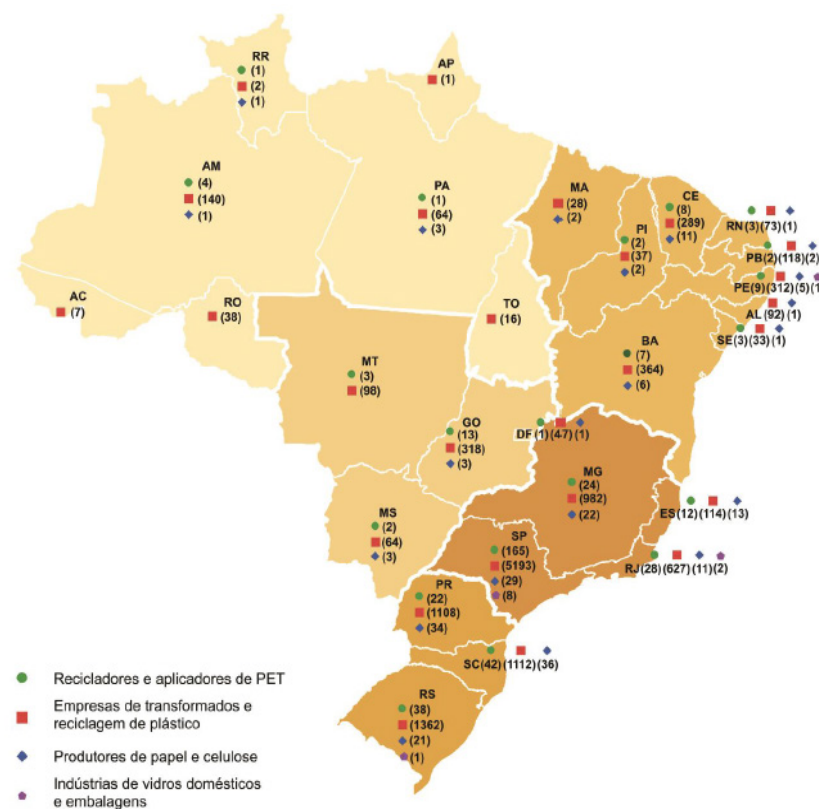 RR
(1)
(2)
(1)
AP
(1)
AM
(4)
(140)
(1)
PA
(1)
(64)
(3)
MA
(28)
(2)
PI
(2)
(37)
(2)
CE
(8)
(289)
(11)
RN(3)(73)(1)
PB(2)(118)(2)
PE(9)(312)(5)(1
AL(92)(1)
SE(3)(33)(1)
AC
(7)
RO
(38)
TO
(16)
BA
(7)
(364)
(6)
MT
(3)
(98)
GO
(13)
(318)
(3)
DF(1)(47)(1)
MG
(24)
(982)
(22)
ES(12)(114)(13)
MS
(2)
(64)
(3)
SP
(165)
(5193)
(29)
(8)
RJ(28)(627)(11)(2)
PR
(22)
(1108)
(34)
SC(42)(1112)(36)
RS
(38)
(1362)
(21)
(1)
Recicladores e aplicadores de PET
Empresas de transformados e
reciclagem de plástico
Produtores de papel e celulose
Indústrias de vidros domésticos
e embalagens